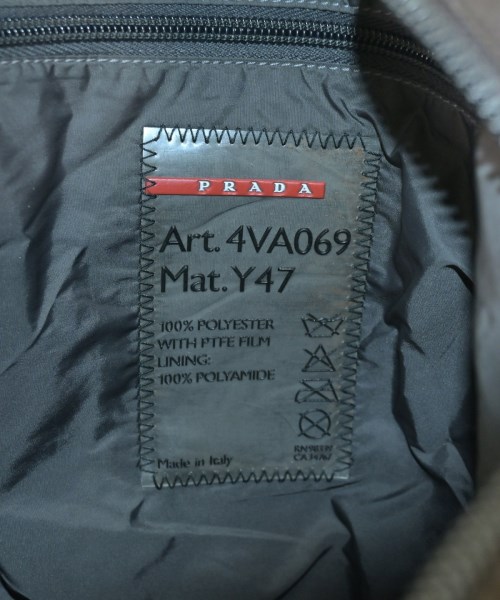 PRADA
Art. 4VA069
Mat. Y47
100% POLYESTER
WITH PTFE FILM
LINING:
100% POLYAMIDE
Made in Italy